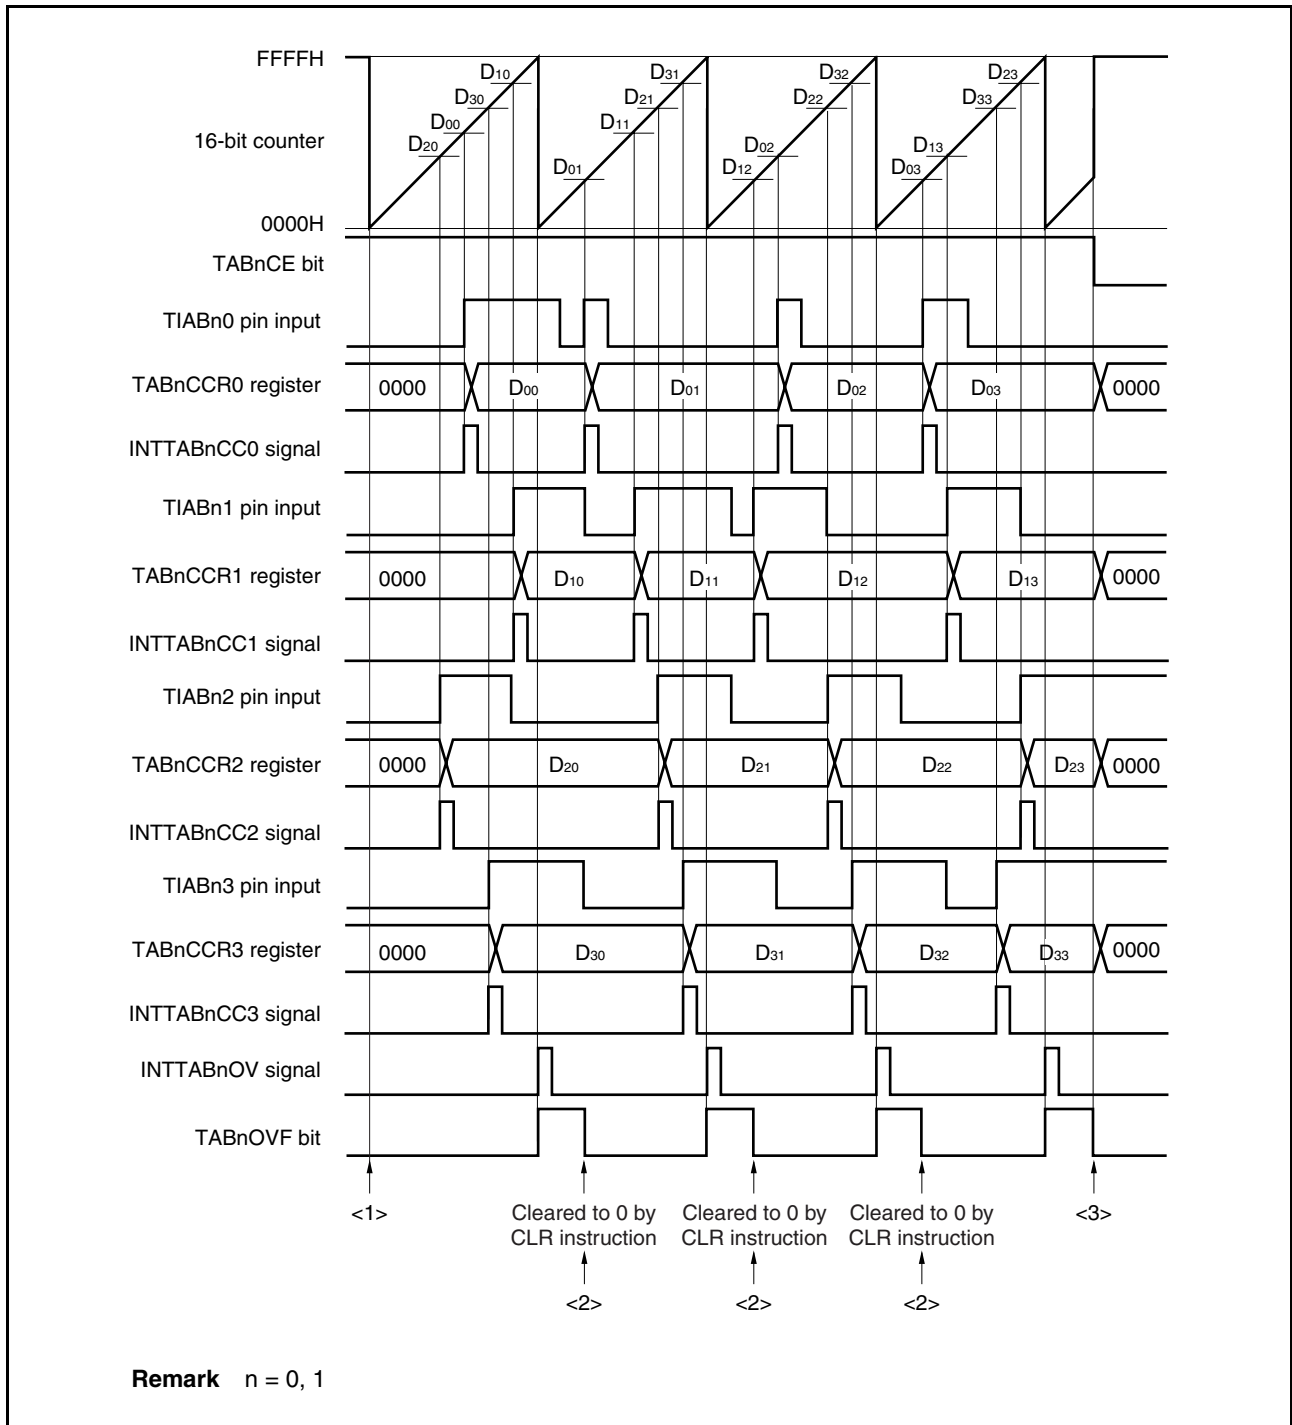 FFFFH
16-bit counter
0000H
D10
D30
D00
D20
D31
D21
D11
D01
D32
D22
D02
D12
D23
D33
D13
D03
TABnCE bit
TIABn0 pin input
TABnCCR0 register
0000 D00 D01 D02 D03 0000
INTTABnCC0 signal
TIABn1 pin input
TABnCCR1 register
0000 D10 D11 D12 D13 0000
INTTABnCC1 signal
TIABn2 pin input
TABnCCR2 register
0000 D20 D21 D22 D23 0000
INTTABnCC2 signal
TIABn3 pin input
TABnCCR3 register
0000 D30 D31 D32 D33 0000
INTTABnCC3 signal
INTTABnOV signal
TABnOVF bit
<1>
Cleared to 0 by
CLR instruction
<2>
Cleared to 0 by
CLR instruction
<2>
Cleared to 0 by
CLR instruction
<2>
<3>
Remark n = 0, 1